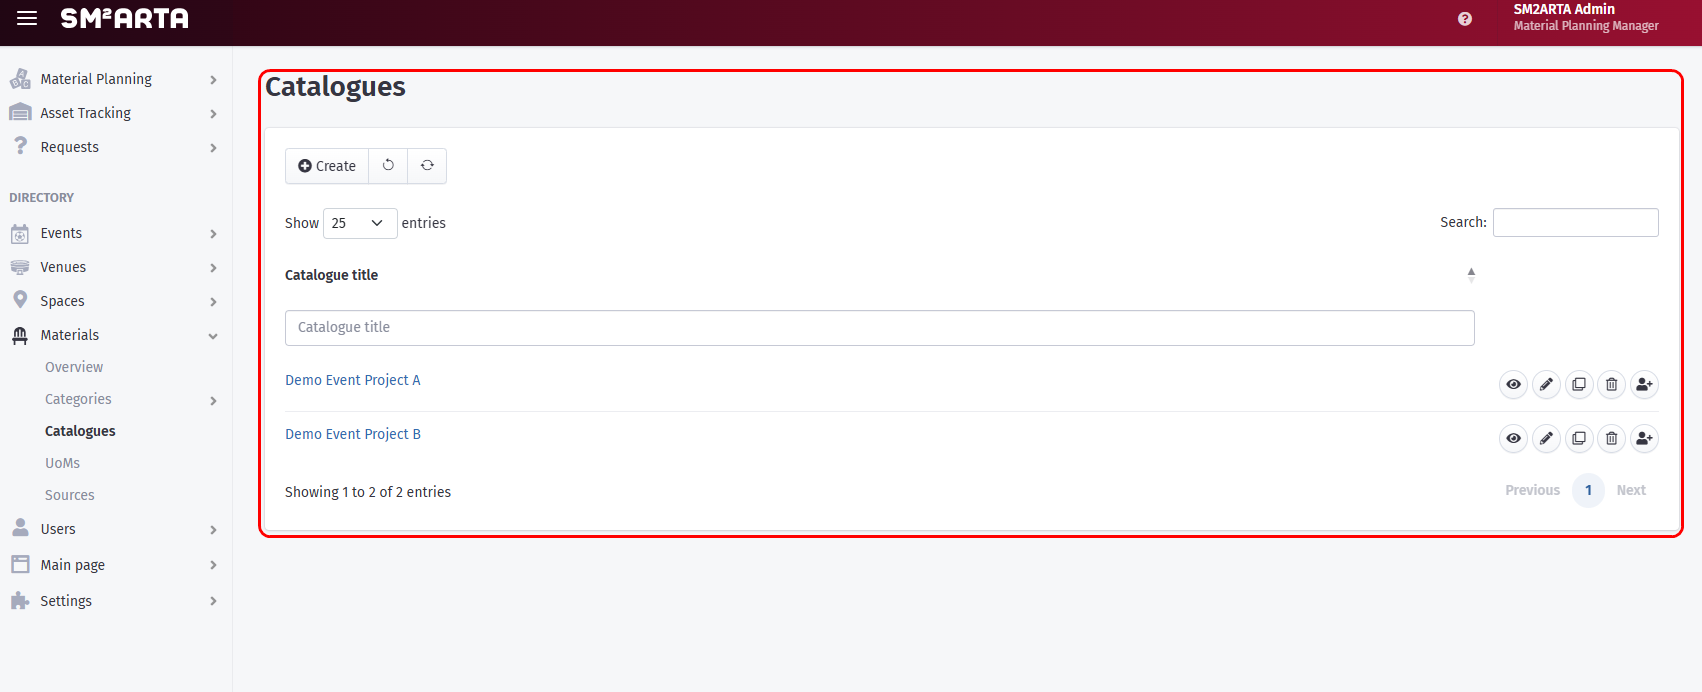 SM²ARTA
SM2ARTA Admin
Material Planning Manager
Material Planning
Asset Tracking
Requests
DIRECTORY
Events
Venues
Spaces
Materials
Overview
Categories
Catalogues
UoMs
Sources
Users
Main page
Settings
Catalogues
Create
Show 25 entries
Search:
Catalogue title
Catalogue title
Demo Event Project A
Demo Event Project B
Showing 1 to 2 of 2 entries
Previous 1 Next